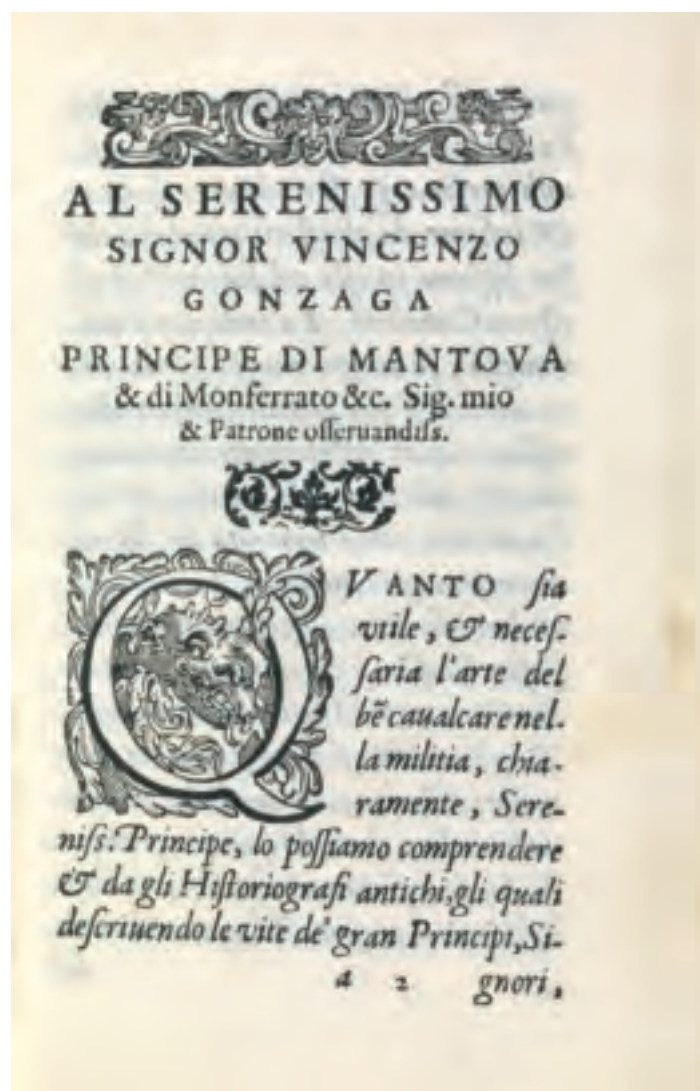 AL SERENISSIMO
SIGNOR VINCENZO
GONZAGA
PRINCIPE DI MANTOVA
& di Monferrato &c. Sig. mio
& Patrone osseruandiss.
QVANTO sia
vtile, & neces-
saria l'arte del
bẽ caualcare nel-
la militia, chia-
ramente, Sere-
niss. Principe, lo possiamo comprendere
& da gli Historiografi antichi, gli quali
descriuendo le vite de' gran Principi, Si-
a 2 gnori,